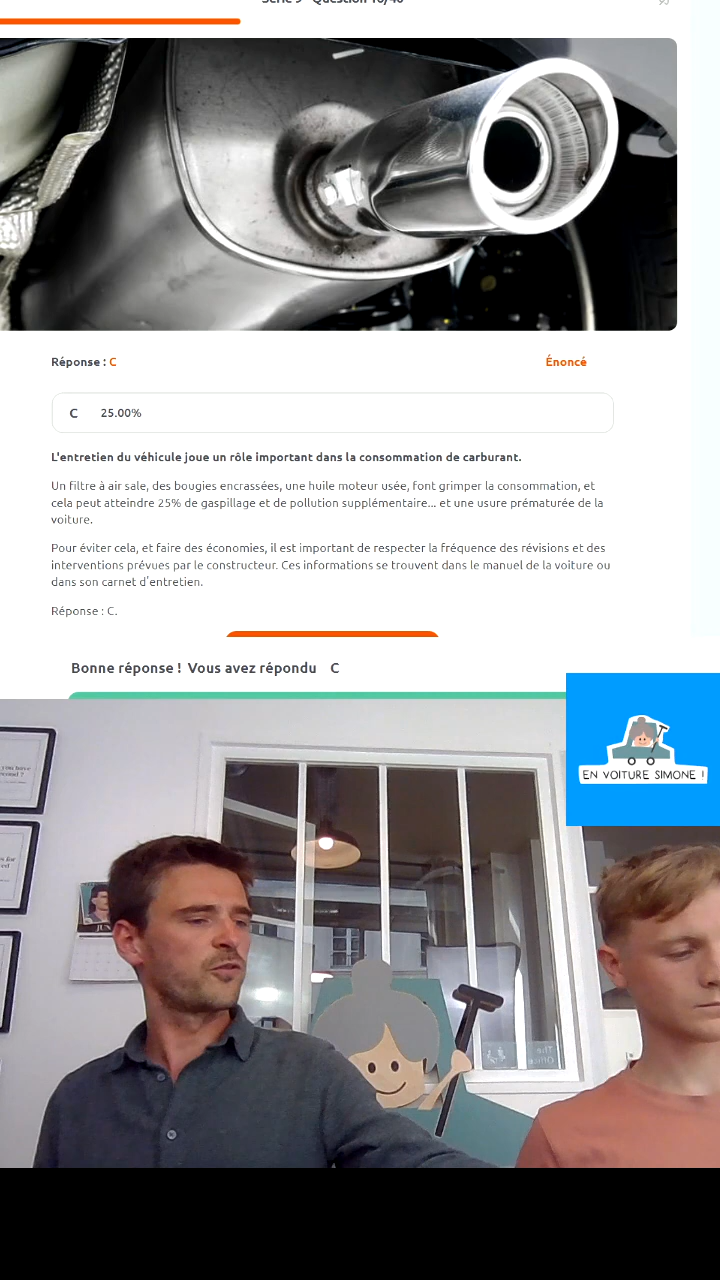 Série 9 - Question 16/40
Réponse : C
Énoncé
C 25.00%
L'entretien du véhicule joue un rôle important dans la consommation de carburant.
Un filtre à air sale, des bougies encrassées, une huile moteur usée, font grimper la consommation, et
cela peut atteindre 25% de gaspillage et de pollution supplémentaire... et une usure prématurée de la
voiture.
Pour éviter cela, et faire des économies, il est important de respecter la fréquence des révisions et des
interventions prévues par le constructeur. Ces informations se trouvent dans le manuel de la voiture ou
dans son carnet d'entretien.
Réponse : C.
Bonne réponse ! Vous avez répondu C
EN VOITURE SIMONE !